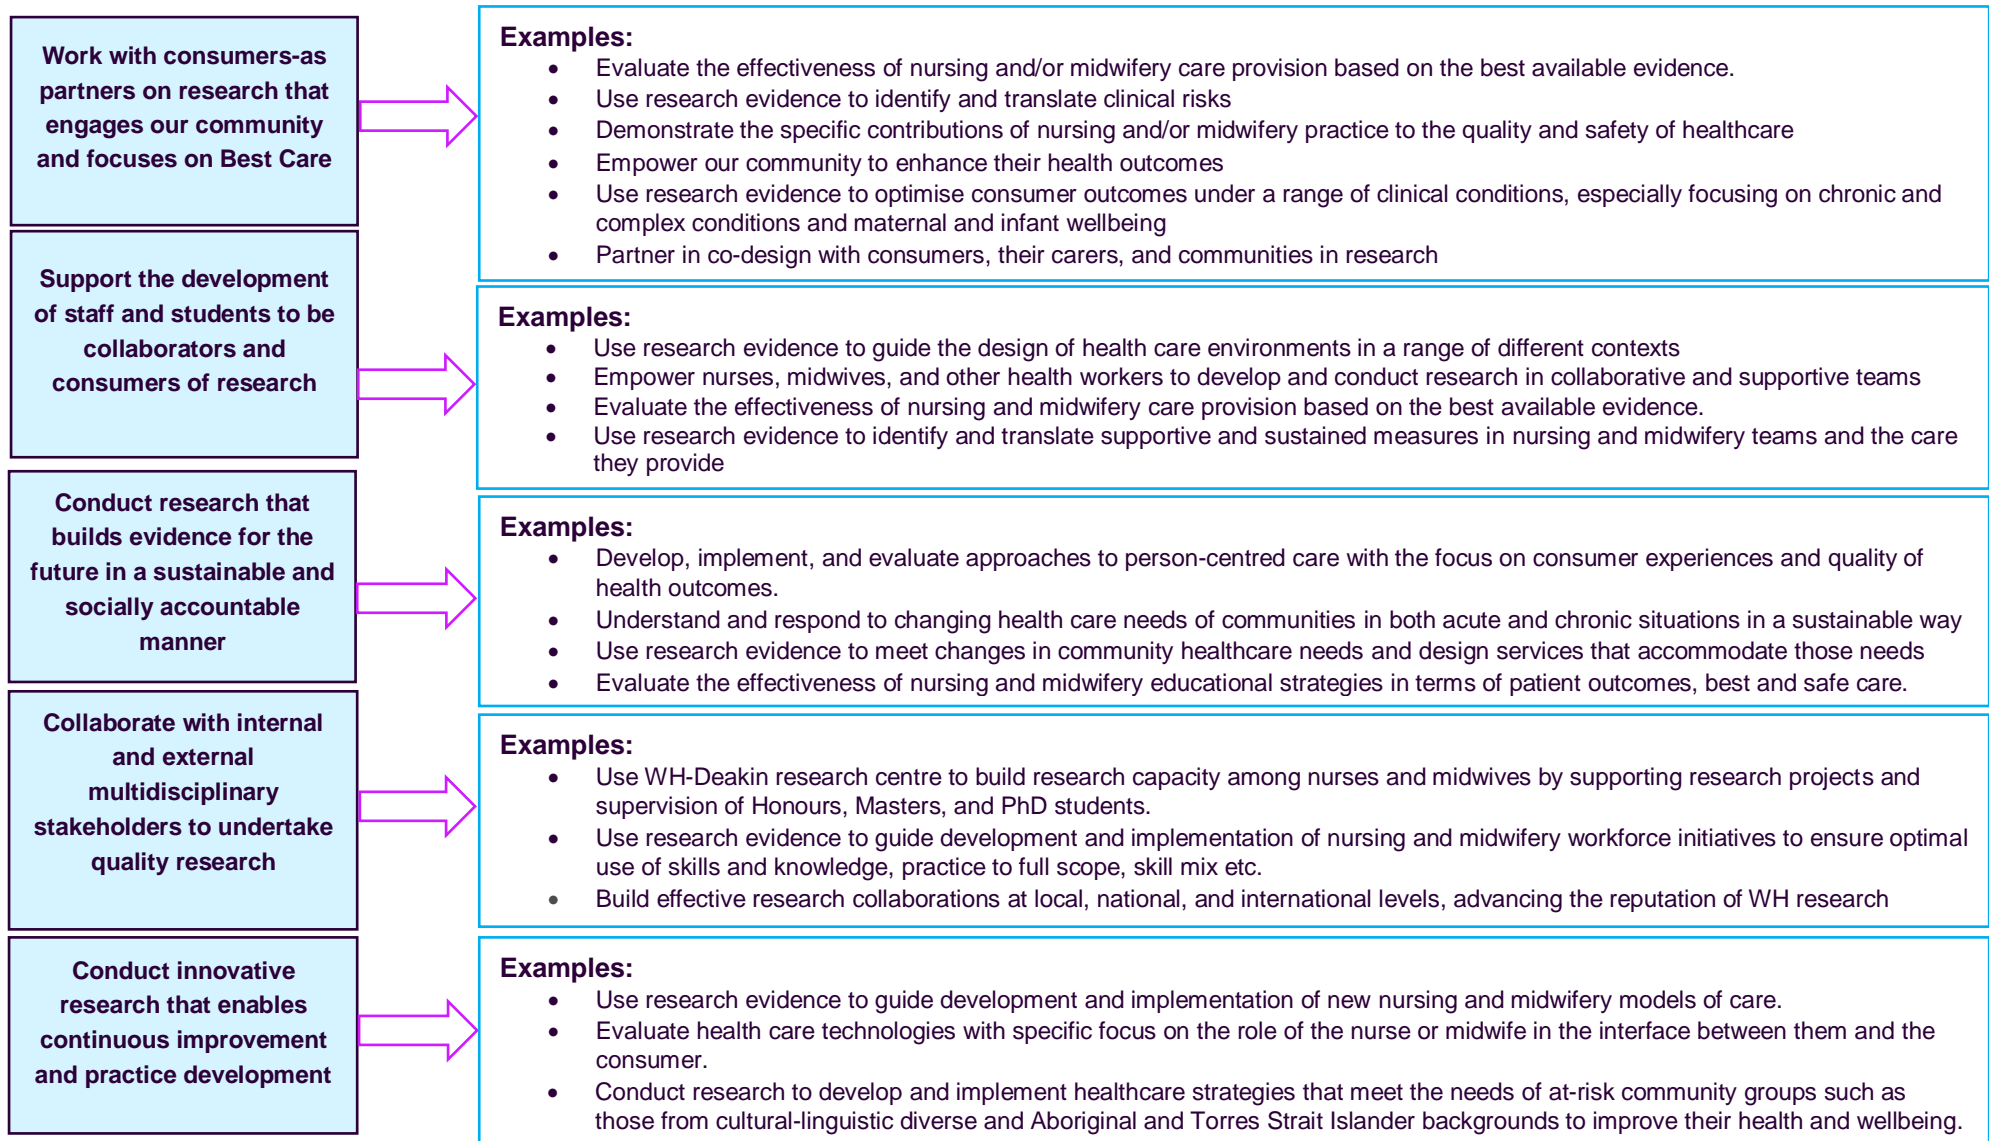 Work with consumers-as
partners on research that
engages our community
and focuses on Best Care
Examples:
• Evaluate the effectiveness of nursing and/or midwifery care provision based on the best available evidence.
• Use research evidence to identify and translate clinical risks
• Demonstrate the specific contributions of nursing and/or midwifery practice to the quality and safety of healthcare
• Empower our community to enhance their health outcomes
• Use research evidence to optimise consumer outcomes under a range of clinical conditions, especially focusing on chronic and
complex conditions and maternal and infant wellbeing
• Partner in co-design with consumers, their carers, and communities in research
Support the development
of staff and students to be
collaborators and
consumers of research
Examples:
• Use research evidence to guide the design of health care environments in a range of different contexts
• Empower nurses, midwives, and other health workers to develop and conduct research in collaborative and supportive teams
• Evaluate the effectiveness of nursing and midwifery care provision based on the best available evidence.
• Use research evidence to identify and translate supportive and sustained measures in nursing and midwifery teams and the care
they provide
Conduct research that
builds evidence for the
future in a sustainable and
socially accountable
manner
Examples:
• Develop, implement, and evaluate approaches to person-centred care with the focus on consumer experiences and quality of
health outcomes.
• Understand and respond to changing health care needs of communities in both acute and chronic situations in a sustainable way
• Use research evidence to meet changes in community healthcare needs and design services that accommodate those needs
• Evaluate the effectiveness of nursing and midwifery educational strategies in terms of patient outcomes, best and safe care.
Collaborate with internal
and external
multidisciplinary
stakeholders to undertake
quality research
Examples:
• Use WH-Deakin research centre to build research capacity among nurses and midwives by supporting research projects and
supervision of Honours, Masters, and PhD students.
• Use research evidence to guide development and implementation of nursing and midwifery workforce initiatives to ensure optimal
use of skills and knowledge, practice to full scope, skill mix etc.
• Build effective research collaborations at local, national, and international levels, advancing the reputation of WH research
Conduct innovative
research that enables
continuous improvement
and practice development
Examples:
• Use research evidence to guide development and implementation of new nursing and midwifery models of care.
• Evaluate health care technologies with specific focus on the role of the nurse or midwife in the interface between them and the
consumer.
• Conduct research to develop and implement healthcare strategies that meet the needs of at-risk community groups such as
those from cultural-linguistic diverse and Aboriginal and Torres Strait Islander backgrounds to improve their health and wellbeing.